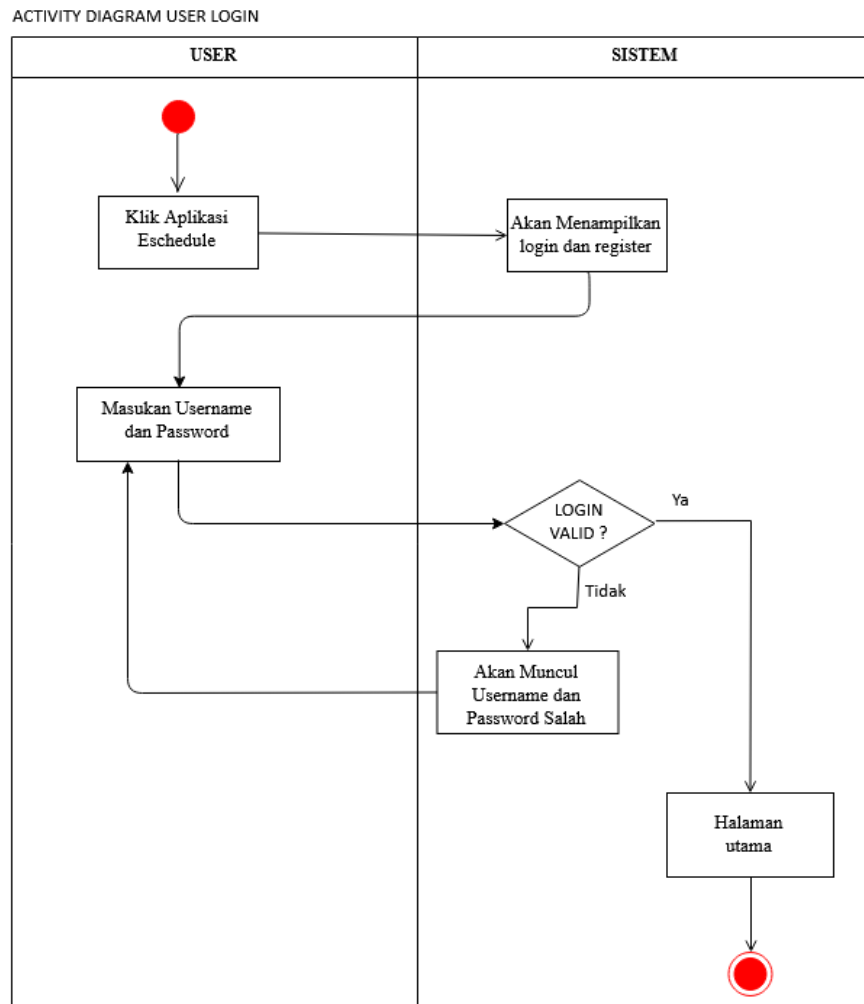 ACTIVITY DIAGRAM USER LOGIN
USER
SISTEM
Klik Aplikasi
Eschedule
Akan Menampilkan
login dan register
Masukan Username
dan Password
LOGIN
VALID ?
Ya
Tidak
Akan Muncul
Username dan
Password Salah
Halaman
utama